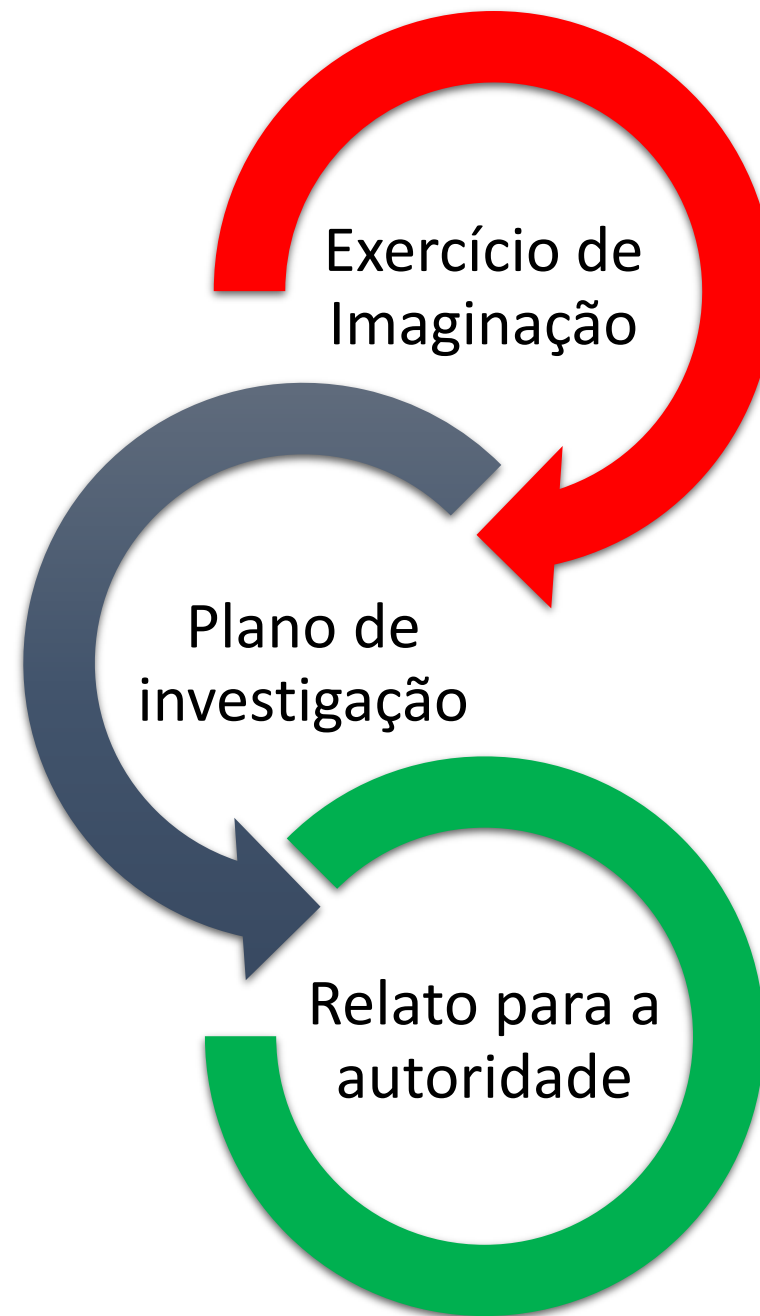 Exercício de
Imaginação
Plano de
investigação
Relato para a
autoridade